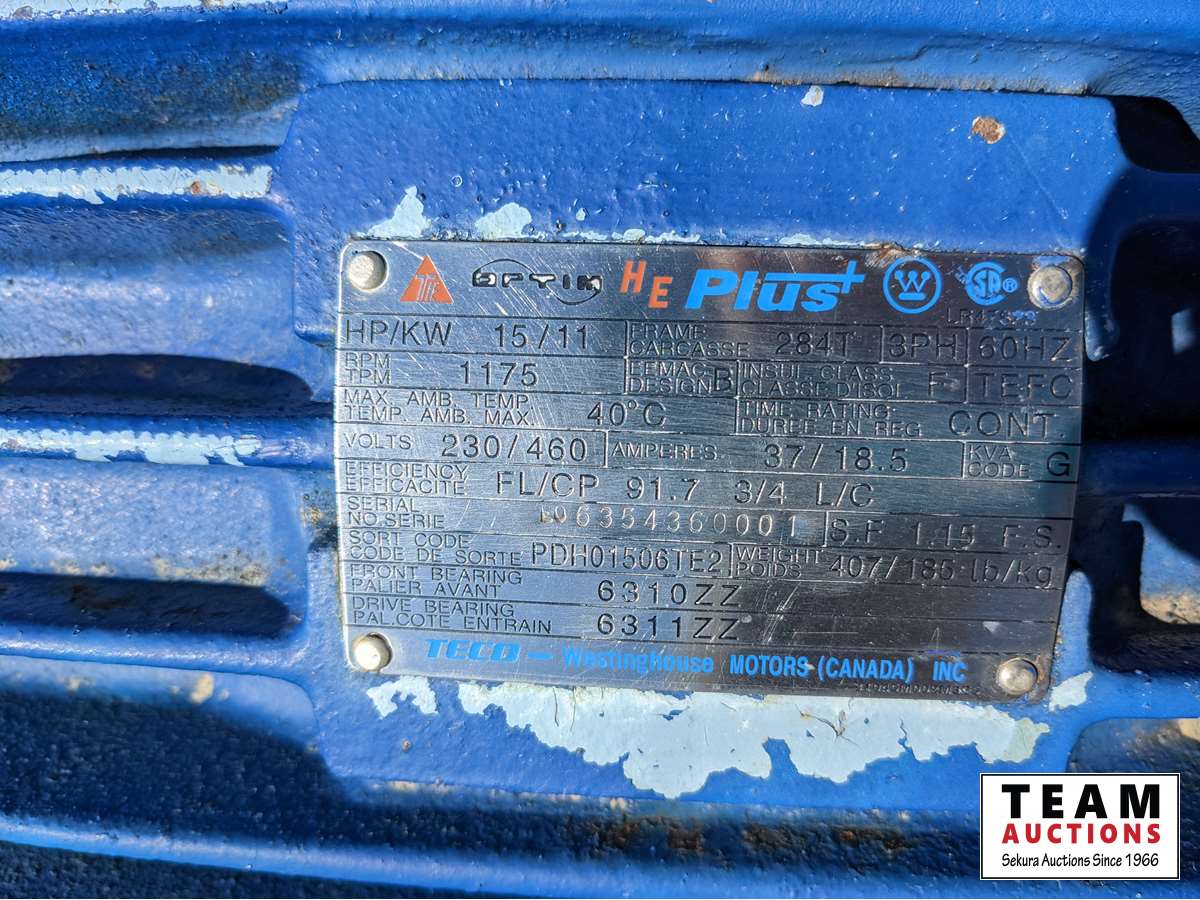 OPTIM HE Plus+ W SA®
HP/KW 15/11 FRAME CARCASSE 284T 3PH 60HZ
RPM TPM 1175 DESIGN B INSUL. CLASS CLASSE D'ISOL F TEFC
MAX. AMB. TEMP. TEMP. AMB. MAX. 40°C TIME RATING DURÉE EN REG. CONT.
VOLTS 230/460 AMPERES 37/18.5 KVA CODE G
EFFICIENCY EFFICACITE FL/CP 91.7 3/4 L/C
SERIAL NO.SERIE 96354360001 S.F. 1.15 F.S.
SORT CODE CODE DE SORTE PDH01506TE2 WEIGHT POIDS 407/185 lb/kg
FRONT BEARING PALIER AVANT 6310ZZ
DRIVE BEARING PAL.COTE ENTRAIN 6311ZZ
TECO - Westinghouse MOTORS (CANADA) INC
TEAM
AUCTIONS
Sekura Auctions Since 1966